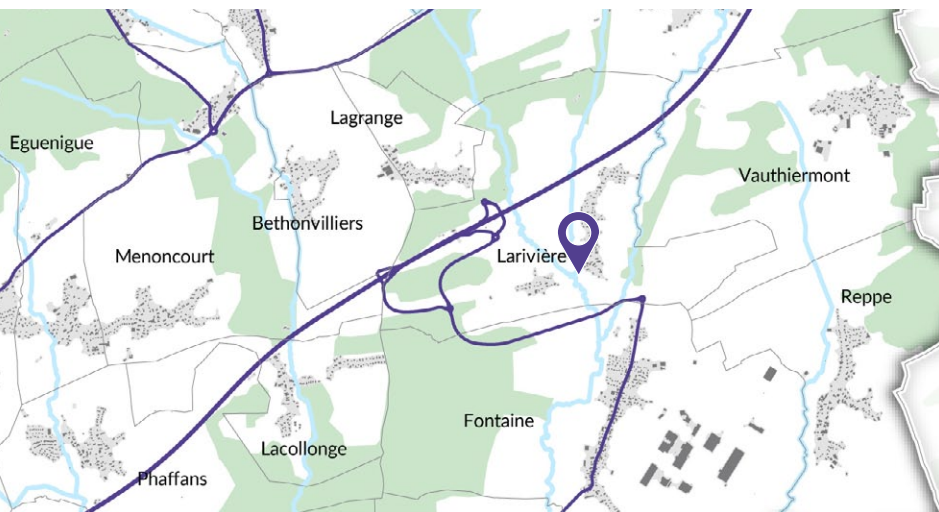 Lagrange
Eguenigue
Vauthiermont
Bethonvilliers
Menoncourt
Larivière
Reppe
Fontaine
Lacollonge
Phaffans